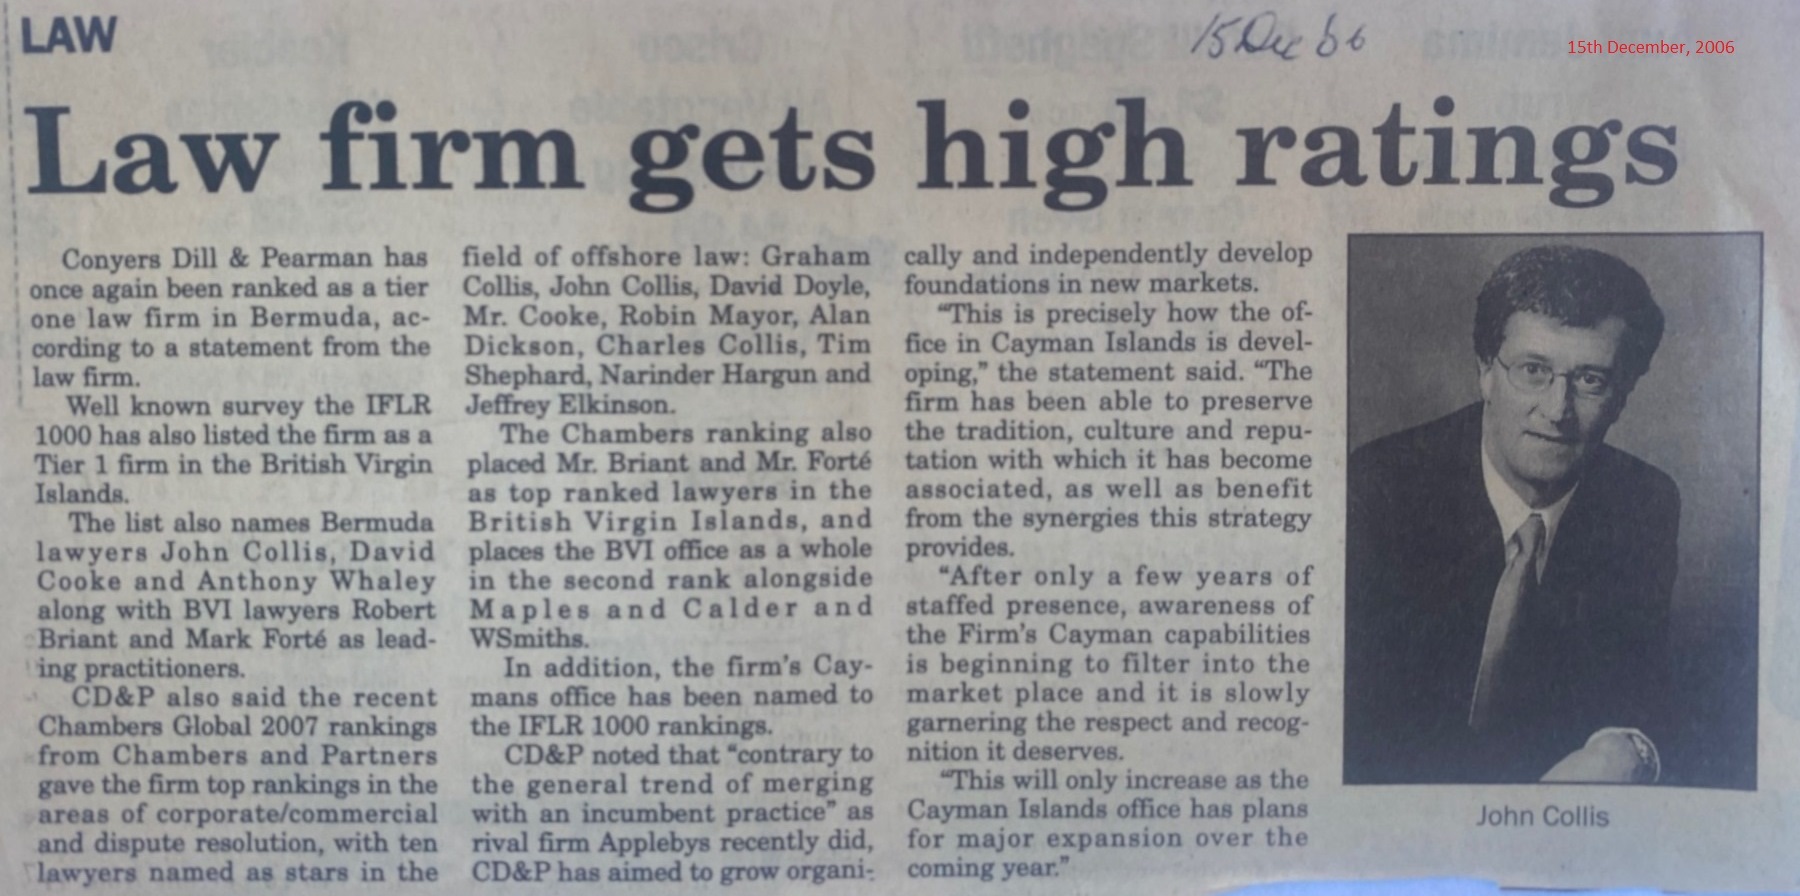 LAW
15 Dec 06
15th December, 2006
Law firm gets high ratings
Conyers Dill & Pearman has
once again been ranked as a tier
one law firm in Bermuda, ac-
cording to a statement from the
law firm.
Well known survey the IFLR
1000 has also listed the firm as a
Tier 1 firm in the British Virgin
Islands.
The list also names Bermuda
lawyers John Collis, David
Cooke and Anthony Whaley
along with BVI lawyers Robert
Briant and Mark Forté as lead-
ing practitioners.
CD&P also said the recent
Chambers Global 2007 rankings
from Chambers and Partners
gave the firm top rankings in the
areas of corporate/commercial
and dispute resolution, with ten
lawyers named as stars in the
field of offshore law: Graham
Collis, John Collis, David Doyle,
Mr. Cooke, Robin Mayor, Alan
Dickson, Charles Collis, Tim
Shephard, Narinder Hargun and
Jeffrey Elkinson.
The Chambers ranking also
placed Mr. Briant and Mr. Forté
as top ranked lawyers in the
British Virgin Islands, and
places the BVI office as a whole
in the second rank alongside
Maples and Calder and
WSmiths.
In addition, the firm's Cay-
mans office has been named to
the IFLR 1000 rankings.
CD&P noted that "contrary to
the general trend of merging
with an incumbent practice" as
rival firm Applebys recently did,
CD&P has aimed to grow organi-
cally and independently develop
foundations in new markets.
"This is precisely how the of-
fice in Cayman Islands is devel-
oping," the statement said. "The
firm has been able to preserve
the tradition, culture and repu-
tation with which it has become
associated, as well as benefit
from the synergies this strategy
provides.
"After only a few years of
staffed presence, awareness of
the Firm's Cayman capabilities
is beginning to filter into the
market place and it is slowly
garnering the respect and recog-
nition it deserves.
"This will only increase as the
Cayman Islands office has plans
for major expansion over the
coming year."
John Collis